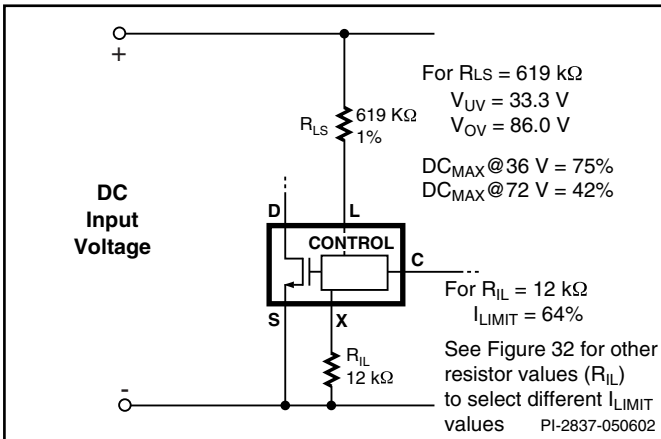 +
For RLS = 619 kΩ
VUV = 33.3 V
VOV = 86.0 V
RLS
619 KΩ
1%
DCMAX@36 V = 75%
DCMAX@72 V = 42%
DC
Input
Voltage
D
L
CONTROL
C
S
X
For RIL = 12 kΩ
ILIMIT = 64%
RIL
12 kΩ
See Figure 32 for other
resistor values (RIL)
to select different ILIMIT
values
-
PI-2837-050602